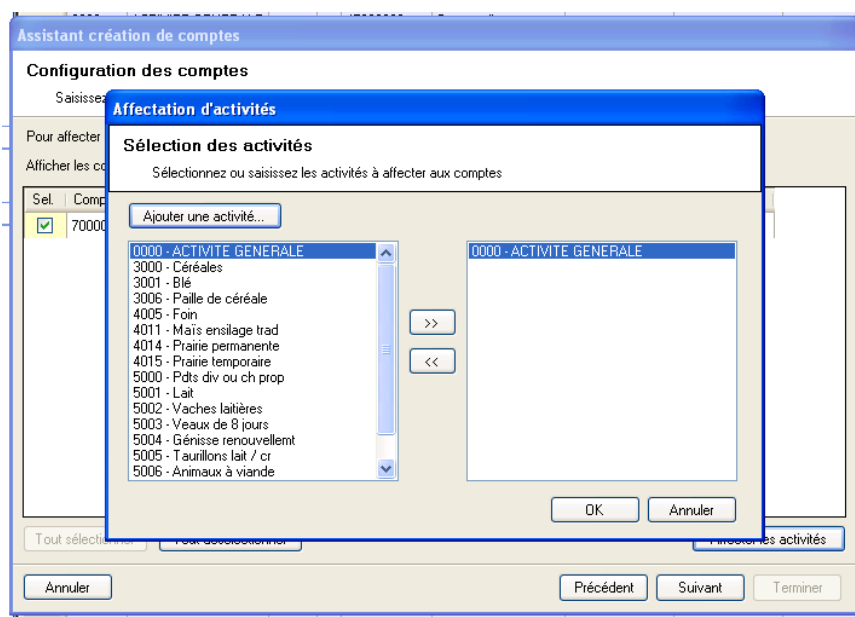 Assistant création de comptes
Configuration des comptes
Saisissez
Affectation d'activités
Sélection des activités
Sélectionnez ou saisissez les activités à affecter aux comptes
Pour affecter
Afficher les co
Sel. Comp
70000
Ajouter une activité...
0000 - ACTIVITE GENERALE
3000 - Céréales
3001 - Blé
3006 - Paille de céréale
4005 - Foin
4011 - Maïs ensilage trad
4014 - Prairie permanente
4015 - Prairie temporaire
5000 - Pdts div ou ch prop
5001 - Lait
5002 - Vaches laitières
5003 - Veaux de 8 jours
5004 - Génisse renouvellemt
5005 - Taurillons lait / cr
5006 - Animaux à viande
>>
<<
0000 - ACTIVITE GENERALE
OK Annuler
Tout sélectionner Tout désélectionner Affecter les activités
Annuler Précédent Suivant Terminer